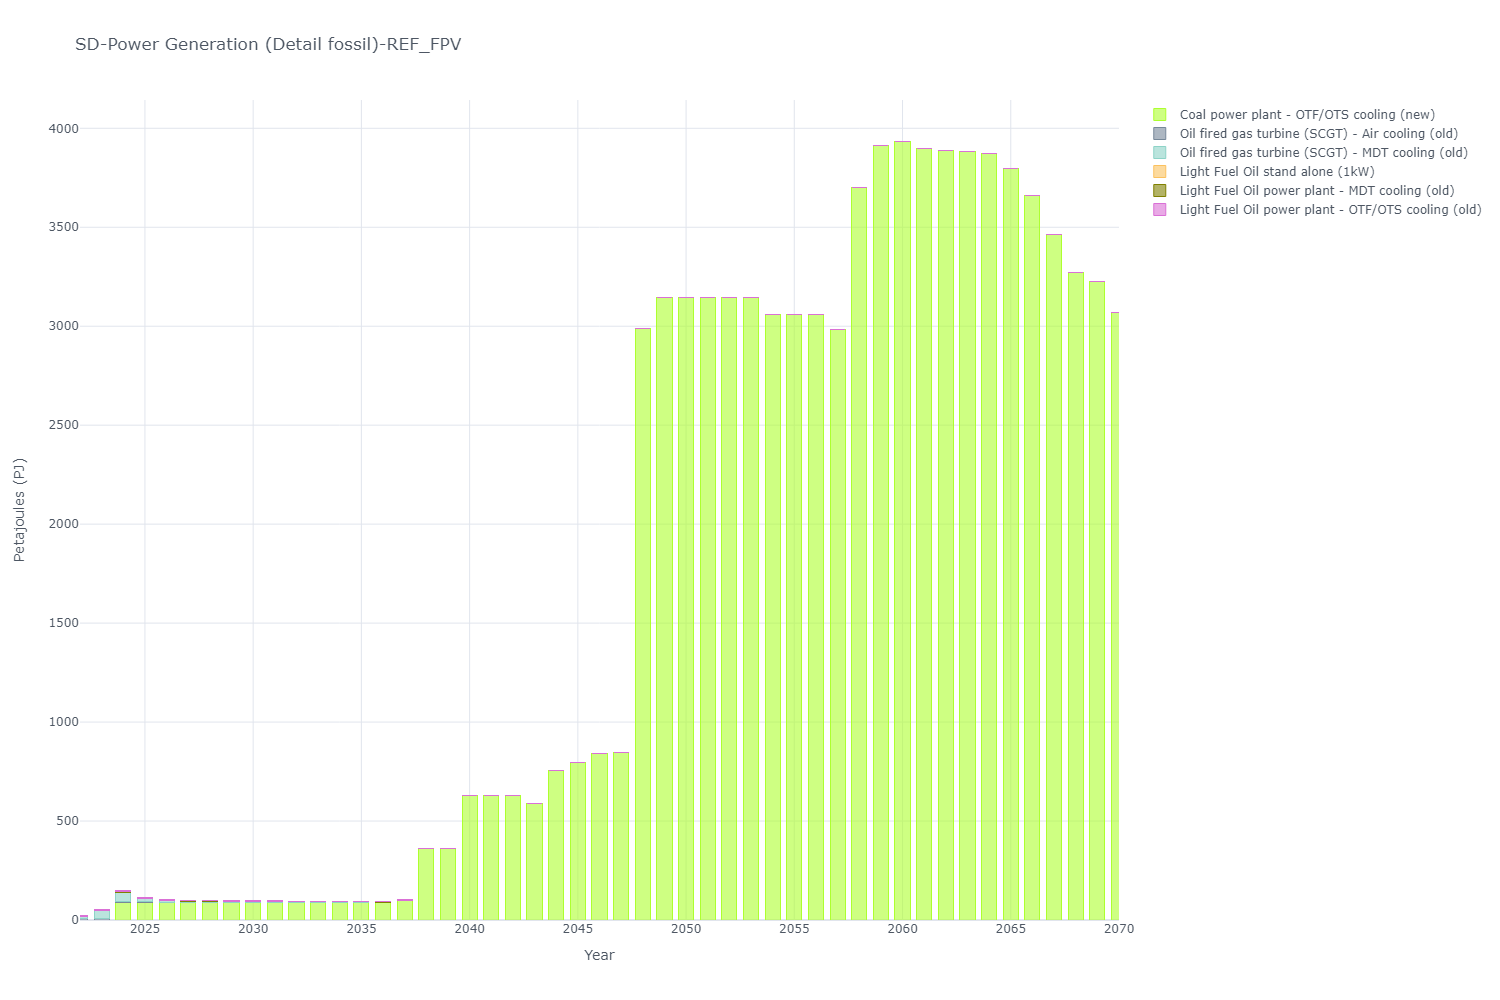 SD-Power Generation (Detail fossil)-REF_FPV
Coal power plant - OTF/OTS cooling (new)
Oil fired gas turbine (SCGT) - Air cooling (old)
Oil fired gas turbine (SCGT) - MDT cooling (old)
Light Fuel Oil stand alone (1kW)
Light Fuel Oil power plant - MDT cooling (old)
Light Fuel Oil power plant - OTF/OTS cooling (old)
4000
3500
3000
2500
2000
1500
1000
500
0
Petajoules (PJ)
2025
2030
2035
2040
2045
2050
2055
2060
2065
2070
Year